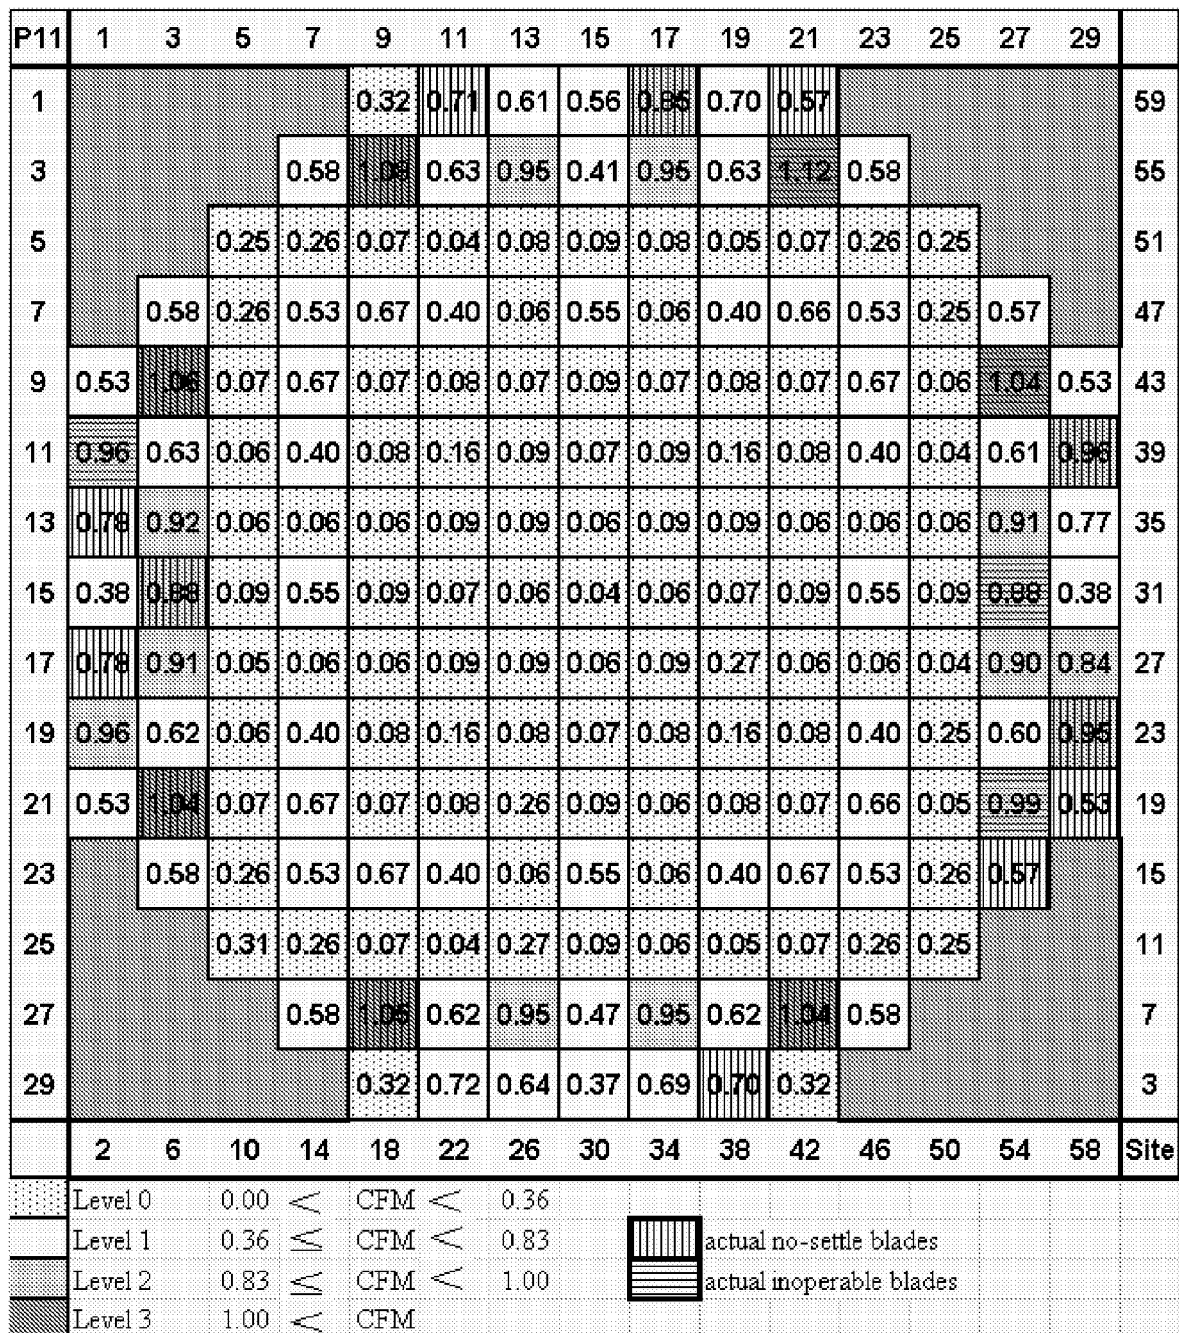 P11 1 3 5 7 9 11 13 15 17 19 21 23 25 27 29
1 0.32 0.71 0.61 0.56 0.85 0.70 0.57 59
3 0.58 1.08 0.63 0.95 0.41 0.95 0.63 1.12 0.58 55
5 0.25 0.26 0.07 0.04 0.08 0.09 0.08 0.05 0.07 0.26 0.25 51
7 0.58 0.26 0.53 0.67 0.40 0.06 0.55 0.06 0.40 0.66 0.53 0.25 0.57 47
9 0.53 1.06 0.07 0.67 0.07 0.08 0.07 0.09 0.07 0.08 0.07 0.67 0.06 1.04 0.53 43
11 0.96 0.63 0.06 0.40 0.08 0.16 0.09 0.07 0.09 0.16 0.08 0.40 0.04 0.61 0.96 39
13 0.78 0.92 0.06 0.06 0.06 0.09 0.09 0.06 0.09 0.09 0.06 0.06 0.06 0.91 0.77 35
15 0.38 0.88 0.09 0.55 0.09 0.07 0.06 0.04 0.06 0.07 0.09 0.55 0.09 0.88 0.38 31
17 0.78 0.91 0.05 0.06 0.06 0.09 0.09 0.06 0.09 0.27 0.06 0.06 0.04 0.90 0.84 27
19 0.96 0.62 0.06 0.40 0.08 0.16 0.08 0.07 0.08 0.16 0.08 0.40 0.25 0.60 0.95 23
21 0.53 1.04 0.07 0.67 0.07 0.08 0.26 0.09 0.06 0.08 0.07 0.66 0.05 0.99 0.53 19
23 0.58 0.26 0.53 0.67 0.40 0.06 0.55 0.06 0.40 0.67 0.53 0.26 0.57 15
25 0.31 0.26 0.07 0.04 0.27 0.09 0.06 0.05 0.07 0.26 0.25 11
27 0.58 1.05 0.62 0.95 0.47 0.95 0.62 1.04 0.58 7
29 0.32 0.72 0.64 0.37 0.69 0.70 0.32 3
2 6 10 14 18 22 26 30 34 38 42 46 50 54 58 Site
Level 0 0.00 < CFM < 0.36
Level 1 0.36 ≤ CFM < 0.83 actual no-settle blades
Level 2 0.83 ≤ CFM < 1.00 actual inoperable blades
Level 3 1.00 < CFM